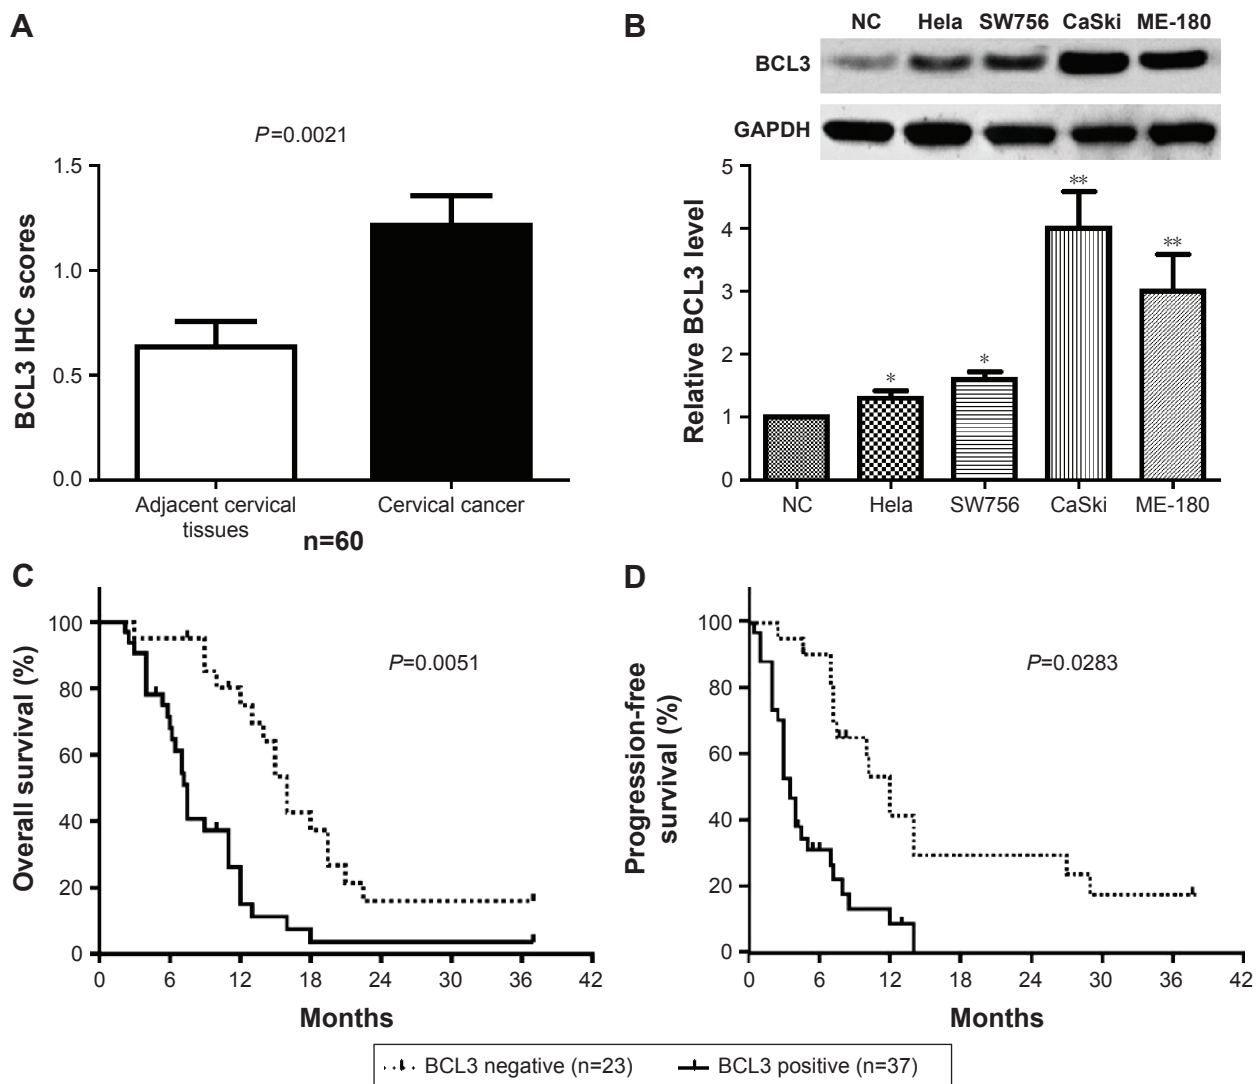 A
P=0.0021
BCL3 IHC scores
1.5
1.0
0.5
0.0
Adjacent cervical
tissues
Cervical cancer
n=60
B
NC Hela SW756 CaSki ME-180
BCL3
GAPDH
Relative BCL3 level
5
4
3
2
1
0
*
*
**
**
NC Hela SW756 CaSki ME-180
C
Overall survival (%)
100
80
60
40
20
0
P=0.0051
0 6 12 18 24 30 36 42
Months
D
Progression-free
survival (%)
100
80
60
40
20
0
P=0.0283
0 6 12 18 24 30 36 42
Months
BCL3 negative (n=23) BCL3 positive (n=37)